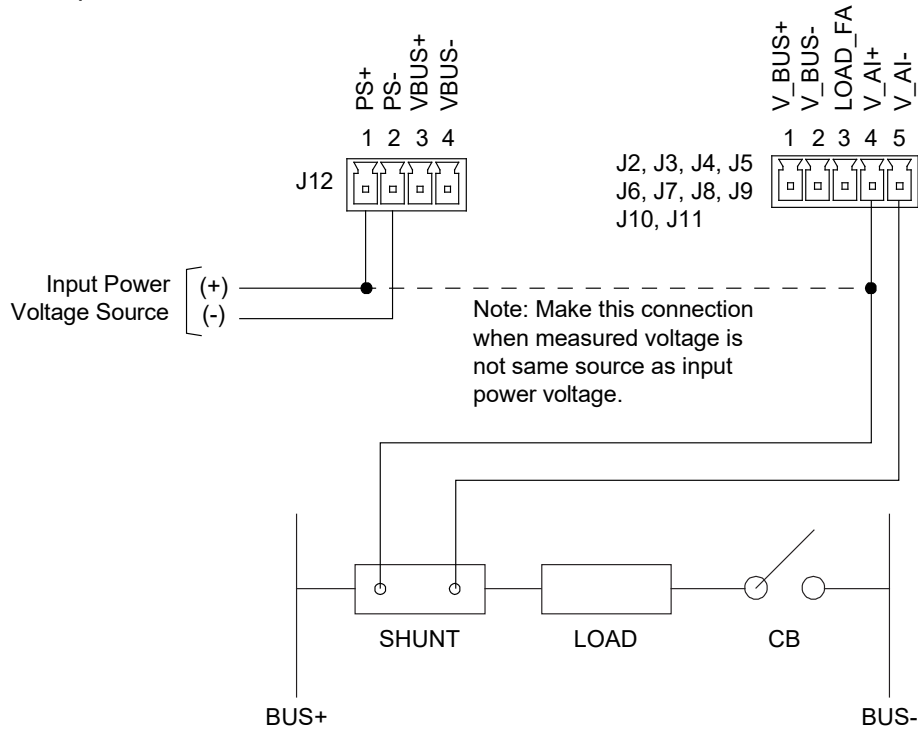 PS+
PS-
VBUS+
VBUS-
1 2 3 4
J12
V_BUS+
V_BUS-
LOAD_FA
V_AI+
V_AI-
1 2 3 4 5
J2, J3, J4, J5
J6, J7, J8, J9
J10, J11
Input Power
Voltage Source
(+)
(-)
Note: Make this connection
when measured voltage is
not same source as input
power voltage.
SHUNT
LOAD
CB
BUS+
BUS-